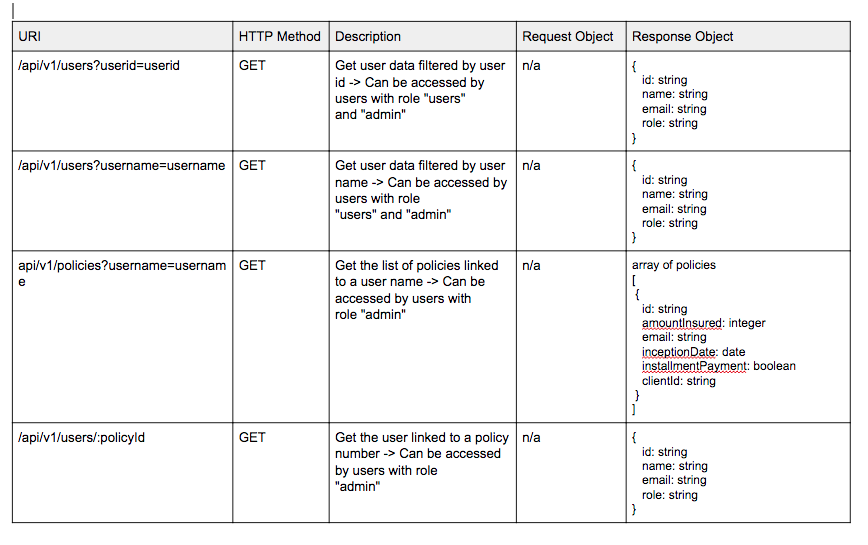 URI HTTP Method Description Request Object Response Object
/api/v1/users?userid=userid GET Get user data filtered by user n/a {
id -> Can be accessed by id: string
users with role "users" name: string
and "admin" email: string
role: string
}
/api/v1/users?username=username GET Get user data filtered by user n/a {
name -> Can be accessed by id: string
users with role name: string
"users" and "admin" email: string
role: string
}
api/v1/policies?username=usernam GET Get the list of policies linked n/a array of policies
e to a user name -> Can be [
accessed by users with {
role "admin" id: string
amountInsured: integer
email: string
inceptionDate: date
installmentPayment: boolean
clientId: string
}
]
/api/v1/users/:policyId GET Get the user linked to a policy n/a {
number -> Can be accessed id: string
by users with role name: string
"admin" email: string
role: string
}